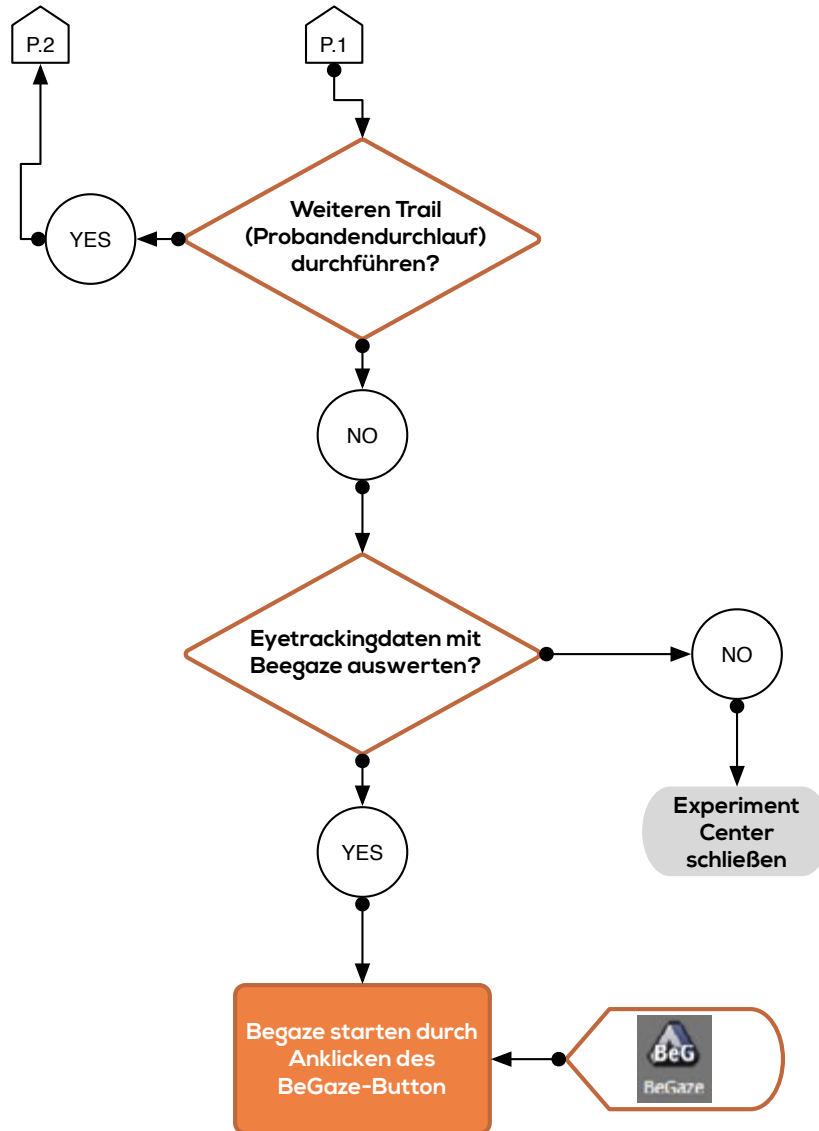 P.2
P.1
Weiteren Trail
(Probandendurchlauf)
durchführen?
YES
NO
Eyetrackingdaten mit
Beegaze auswerten?
NO
Experiment
Center
schließen
YES
Begaze starten durch
Anklicken des
BeGaze-Button
BeG
BeGaze